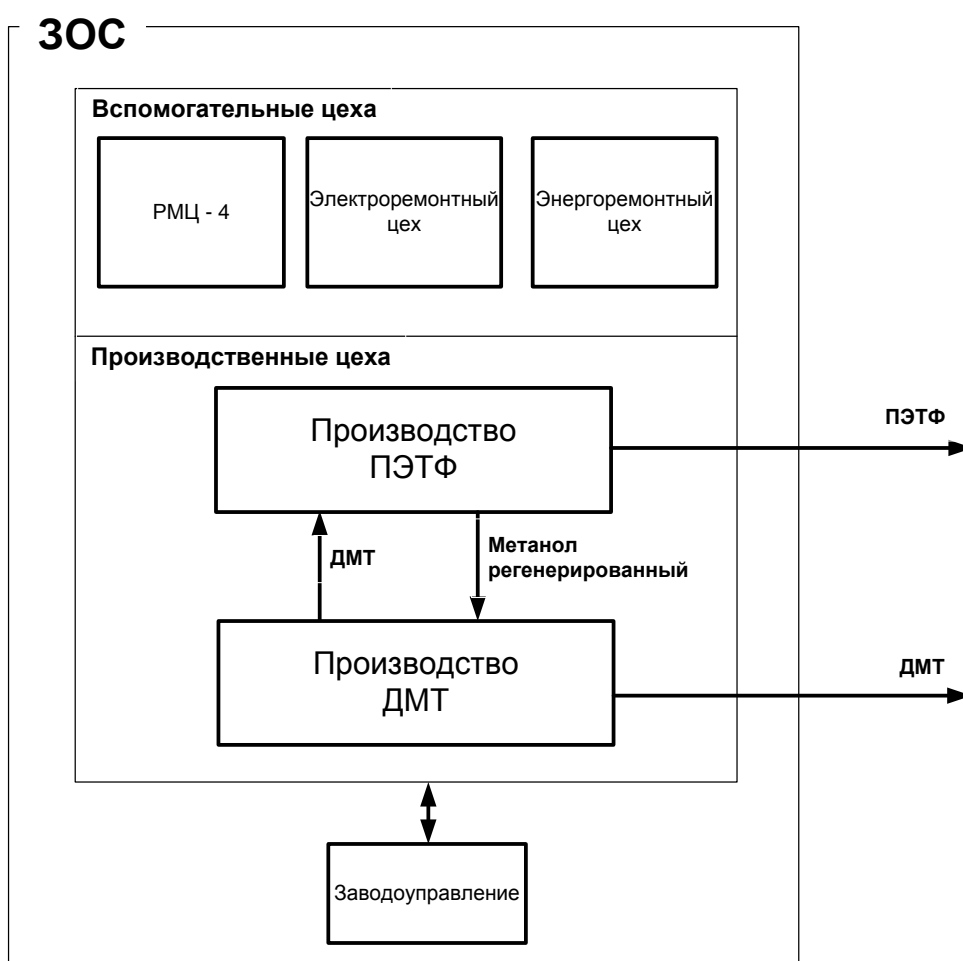 ЗОС
Вспомогательные цеха
РМЦ - 4
Электроремонтный
цех
Энергоремонтный
цех
Производственные цеха
Производство
ПЭТФ
ПЭТФ
ДМТ
Метанол
регенерированный
Производство
ДМТ
ДМТ
Заводоуправление